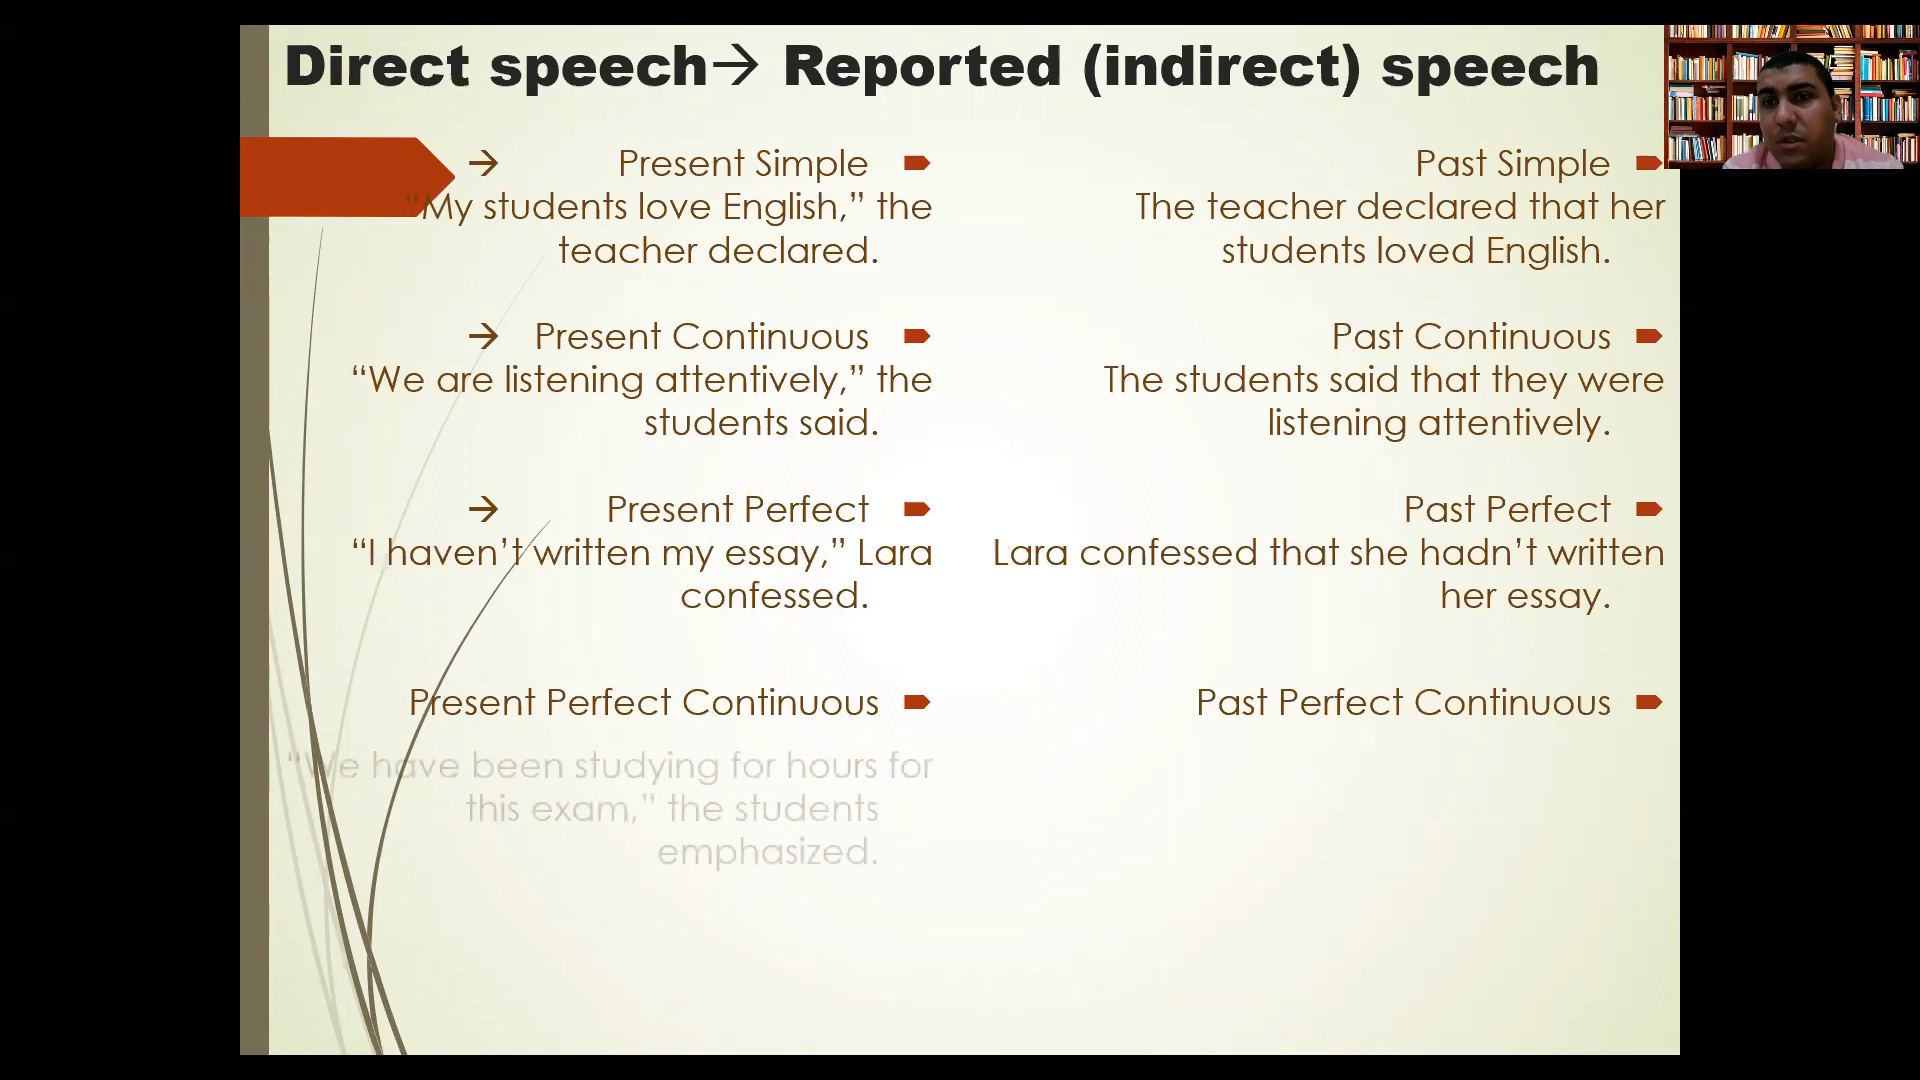 Direct speech→ Reported (indirect) speech
→ Present Simple
“My students love English,” the
teacher declared.
→ Present Continuous
“We are listening attentively,” the
students said.
→ Present Perfect
“I haven’t written my essay,” Lara
confessed.
Present Perfect Continuous
“We have been studying for hours for
this exam,” the students
emphasized.
Past Simple
The teacher declared that her
students loved English.
Past Continuous
The students said that they were
listening attentively.
Past Perfect
Lara confessed that she hadn’t written
her essay.
Past Perfect Continuous